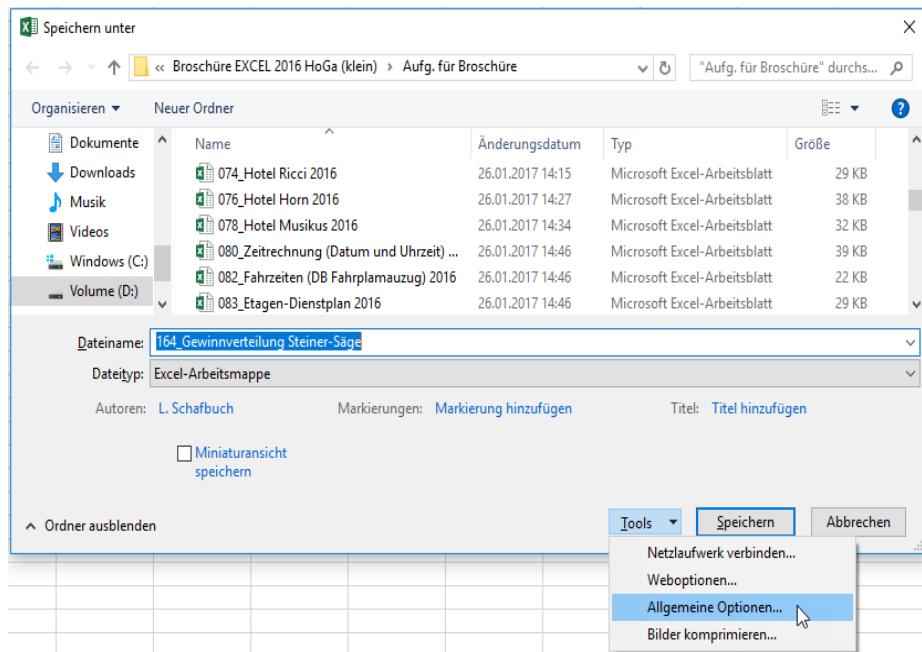 Speichern unter
« Broschüre EXCEL 2016 HoGa (klein) › Aufg. für Broschüre
"Aufg. für Broschüre" durchs...
Organisieren
Neuer Ordner
Dokumente
Downloads
Musik
Videos
Windows (C:)
Volume (D:)
Name Änderungsdatum Typ Größe
074_Hotel Ricci 2016 26.01.2017 14:15 Microsoft Excel-Arbeitsblatt 29 KB
076_Hotel Horn 2016 26.01.2017 14:27 Microsoft Excel-Arbeitsblatt 38 KB
078_Hotel Musikus 2016 26.01.2017 14:34 Microsoft Excel-Arbeitsblatt 32 KB
080_Zeitrechnung (Datum und Uhrzeit) ... 26.01.2017 14:46 Microsoft Excel-Arbeitsblatt 39 KB
082_Fahrzeiten (DB Fahrplamauzug) 2016 26.01.2017 14:46 Microsoft Excel-Arbeitsblatt 22 KB
083_Etagen-Dienstplan 2016 26.01.2017 14:46 Microsoft Excel-Arbeitsblatt 29 KB
Dateiname: 164_Gewinnverteilung Steiner-Säge
Dateityp: Excel-Arbeitsmappe
Autoren: L. Schafbuch Markierungen: Markierung hinzufügen Titel: Titel hinzufügen
Miniaturansicht
speichern
Ordner ausblenden
Tools Speichern Abbrechen
Netzlaufwerk verbinden...
Weboptionen...
Allgemeine Optionen...
Bilder komprimieren...